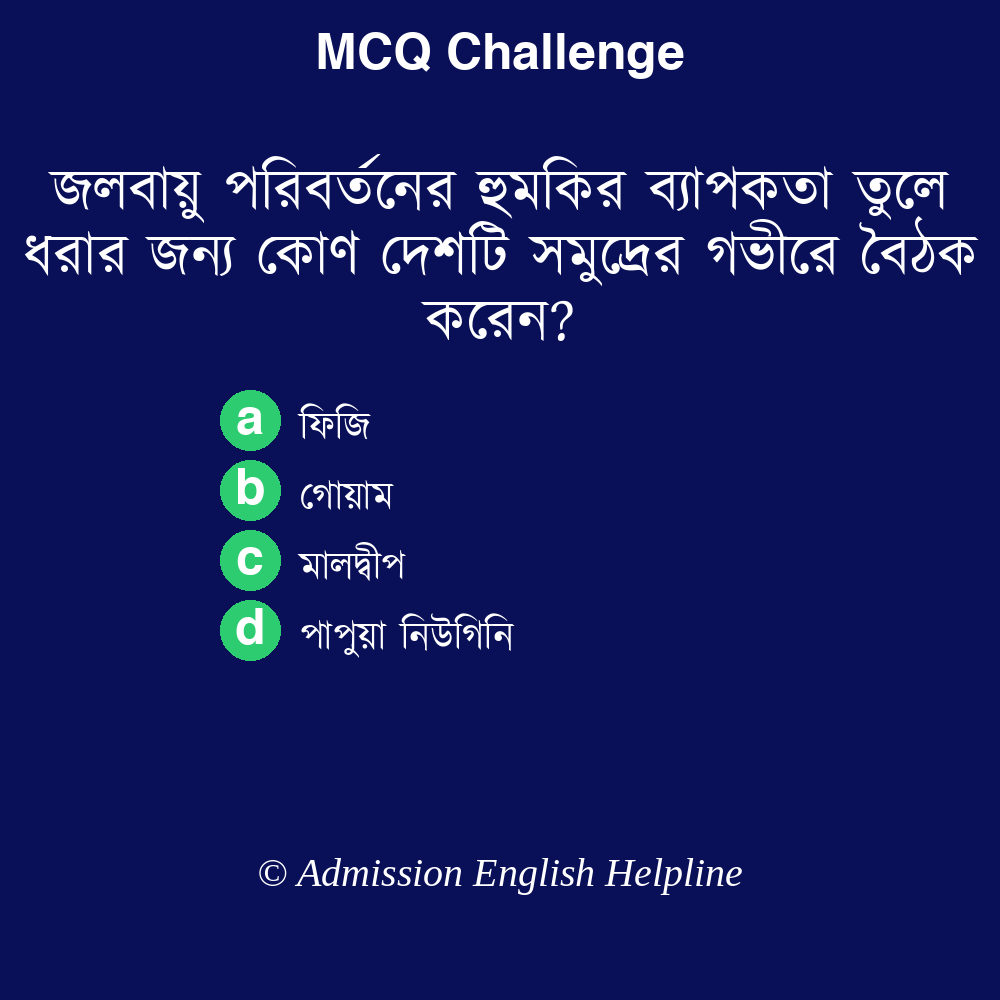 MCQ Challenge
জলবায়ু পরিবর্তনের হুমকির ব্যাপকতা তুলে
ধরার জন্য কোণ দেশটি সমুদ্রের গভীরে বৈঠক
করেন?
a ফিজি
b গোয়াম
c মালদ্বীপ
d পাপুয়া নিউগিনি
© Admission English Helpline